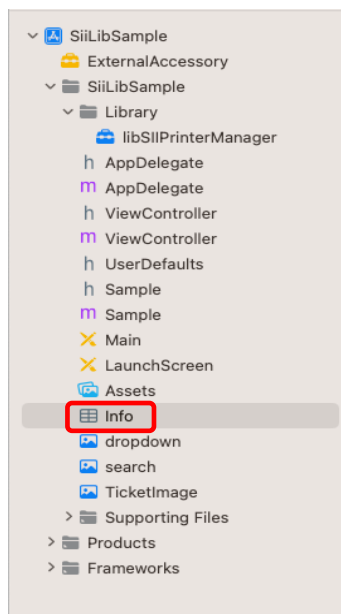 SiiLibSample
ExternalAccessory
SiiLibSample
Library
libSIIPrinterManager
h AppDelegate
m AppDelegate
h ViewController
m ViewController
h UserDefaults
h Sample
m Sample
Main
LaunchScreen
Assets
Info
dropdown
search
TicketImage
Supporting Files
Products
Frameworks